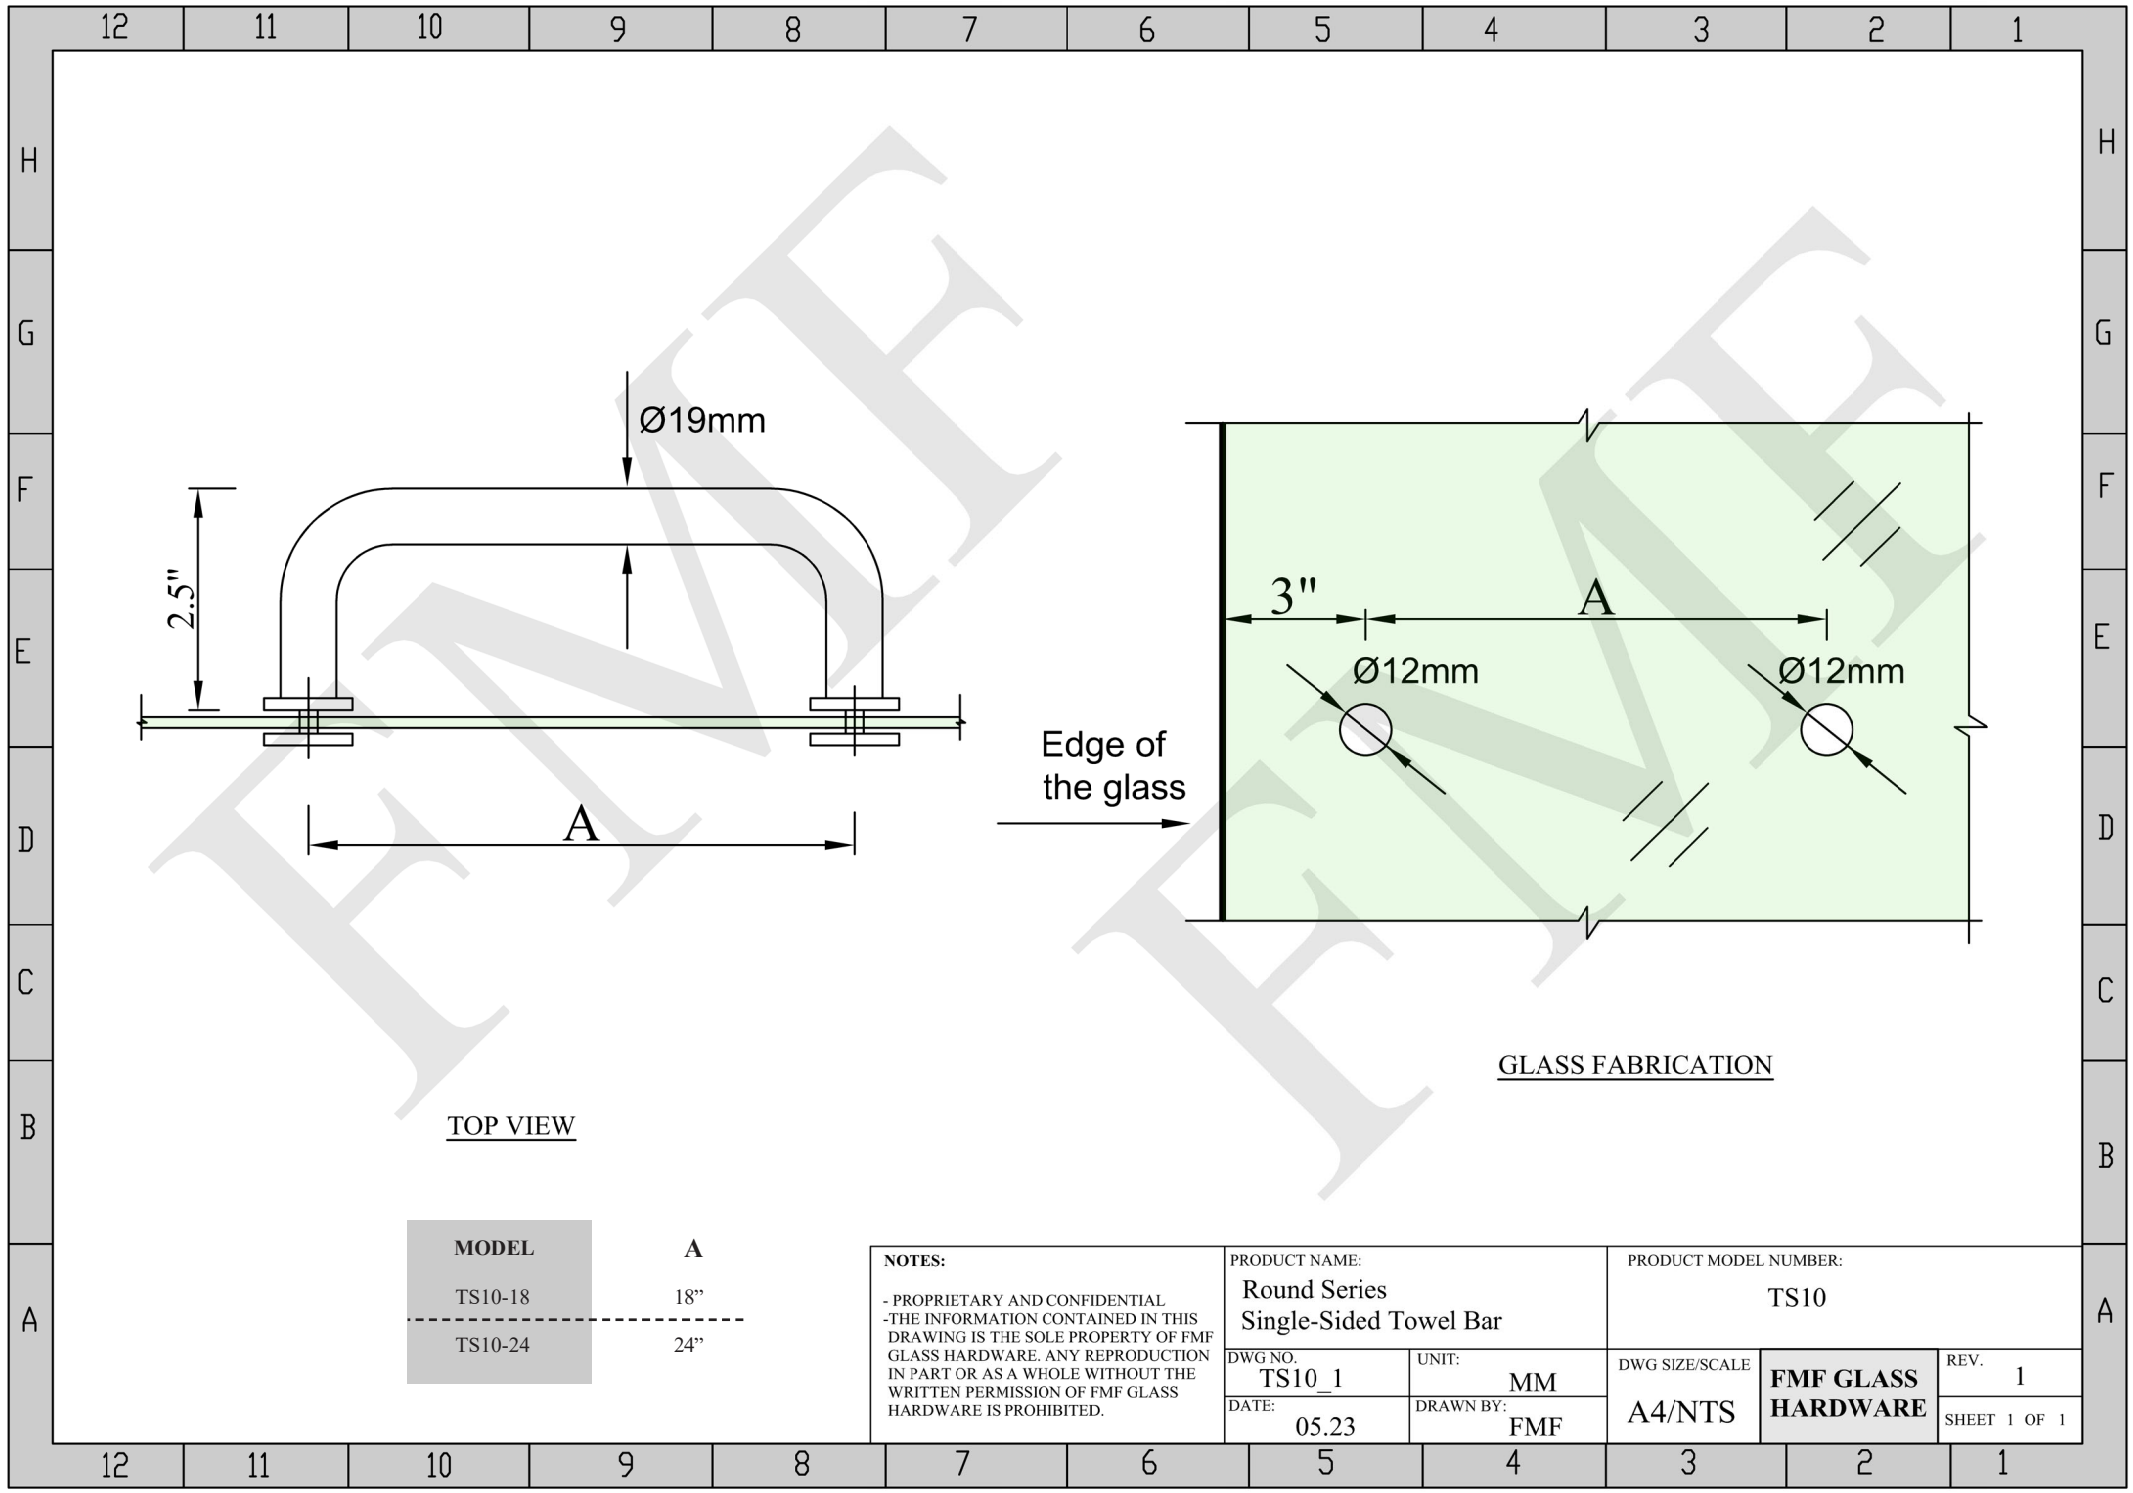 12 11 10 9 8 7 6 5 4 3 2 1
H H
G G
F F
E E
D D
C C
B B
A A
FMF
FMF
Ø19mm
2.5"
A
TOP VIEW
3" A
Ø12mm Ø12mm
Edge of
the glass
GLASS FABRICATION
MODEL A
TS10-18 18”
TS10-24 24”
NOTES:
- PROPRIETARY AND CONFIDENTIAL
-THE INFORMATION CONTAINED IN THIS
DRAWING IS THE SOLE PROPERTY OF FMF
GLASS HARDWARE. ANY REPRODUCTION
IN PART OR AS A WHOLE WITHOUT THE
WRITTEN PERMISSION OF FMF GLASS
HARDWARE IS PROHIBITED.
PRODUCT NAME:
Round Series
Single-Sided Towel Bar
PRODUCT MODEL NUMBER:
TS10
DWG NO.
TS10_1
UNIT:
MM
DATE:
05.23
DRAWN BY:
FMF
DWG SIZE/SCALE
A4/NTS
FMF GLASS
HARDWARE
REV.
1
SHEET 1 OF 1
12 11 10 9 8 7 6 5 4 3 2 1